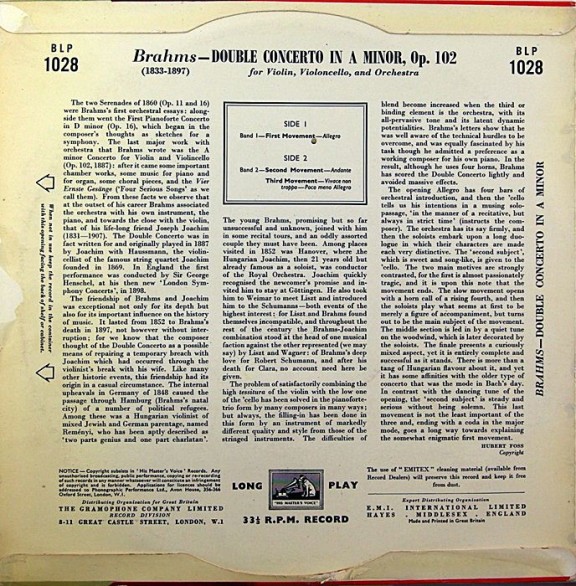 BLP
1028
Brahms—DOUBLE CONCERTO IN A MINOR, Op. 102
(1833-1897)
for Violin, Violoncello, and Orchestra
BLP
1028
The two Serenades of 1860 (Op. 11 and 16)
were Brahms's first orchestral essays: along-
side them went the First Pianoforte Concerto
in D minor (Op. 16), which began in the
composer's thoughts as sketches for a
symphony. The last major work with
orchestra that Brahms wrote was the A
minor Concerto for Violin and Violoncello
(Op. 102, 1887): after it came some important
chamber works, some music for piano and
for organ, some choral pieces, and the Vier
Ernste Gesänge ('Four Serious Songs' as we
call them). From these facts we observe that
at the outset of his career Brahms associated
the orchestra with his own instrument, the
piano, and towards the close with the violin,
that of his life-long friend Joseph Joachim
(1831—1907). The Double Concerto was in
fact written for and originally played in 1887
by Joachim with Haussmann, the violon-
cellist of the famous string quartet Joachim
founded in 1869. In England the first
performance was conducted by Sir George
Henschel, at his then new 'London Sym-
phony Concerts', in 1898.
The friendship of Brahms and Joachim
was exceptional not only for its depth but
also for its important influence on the history
of music. It lasted from 1852 to Brahms's
death in 1897, not however without inter-
ruption; for we know that the composer
thought of the Double Concerto as a possible
means of repairing a temporary breach with
Joachim which had occurred through the
violinist's break with his wife. Like many
other historic events, this friendship had its
origin in a casual circumstance. The internal
upheavals in Germany of 1848 caused the
passage through Hamburg (Brahms's natal
city) of a number of political refugees.
Among these was a Hungarian violinist of
mixed Jewish and German parentage, named
Reményi, who has been aptly described as
'two parts genius and one part charlatan'.
SIDE 1
Band 1—First Movement—Allegro
SIDE 2
Band 2—Second Movement—Andante
Third Movement—Vivace non
troppo—Poco meno Allegro
The young Brahms, promising but so far
unsuccessful and unknown, joined with him
in some recital tours, and an oddly assorted
couple they must have been. Among places
visited in 1852 was Hanover, where the
Hungarian Joachim, then 21 years old but
already famous as a soloist, was conductor
of the Royal Orchestra. Joachim quickly
recognised the newcomer's promise and in-
vited him to stay at Göttingen. He also took
him to Weimar to meet Liszt and introduced
him to the Schumanns—both events of the
highest interest; for Liszt and Brahms found
themselves incompatible, and throughout the
rest of the century the Brahms-Joachim
combination stood at the head of one musical
faction against the other represented (we may
say) by Liszt and Wagner: of Brahms's deep
love for Robert Schumann, and after his
death for Clara, no account need here be
given.
The problem of satisfactorily combining the
high tessiture of the violin with the low one
of the 'cello has been solved in the pianoforte-
trio form by many composers in many ways;
but always, the filling-in has been done in
this form by an instrument of markedly
different quality and style from those of the
stringed instruments. The difficulties of
blend become increased when the third or
binding element is the orchestra, with its
all-pervasive tone and its latent dynamic
potentialities. Brahms's letters show that he
was well aware of the technical hurdles to be
overcome, and was equally fascinated by his
task though he admitted a preference as a
working composer for his own piano. In the
result, although he uses four horns, Brahms
has scored the Double Concerto lightly and
avoided massive effects.
The opening Allegro has four bars of
orchestral introduction, and then the 'cello
tells us its intentions in a musing solo-
passage, 'in the manner of a recitative, but
always in strict time' (instructs the com-
poser). The orchestra has its say firmly, and
then the soloists embark upon a long duo-
logue in which their characters are made
each very distinctive. The 'second subject',
which is sweet and song-like, is given to the
'cello. The two main motives are strongly
contrasted, for the first is almost passionately
tragic, and it is upon this note that the
movement ends. The slow movement opens
with a horn call of a rising fourth, and then
the soloists play what seems at first to be
merely a figure of accompaniment, but turns
out to be the main subject of the movement.
The middle section is led in by a quiet tune
on the woodwind, which is later decorated by
the soloists. The finale presents a curiously
mixed aspect, yet it is entirely complete and
successful as it stands. There is more than a
tang of Hungarian flavour about it, and yet
it has some affinities with the older type of
concerto that was the mode in Bach's day.
In contrast with the dancing tune of the
opening, the 'second subject' is steady and
serious without being solemn. This last
movement is not the least important of the
three and, ending with a coda in the major
mode, goes a long way towards explaining
the somewhat enigmatic first movement.
HUBERT FOSS
Copyright
When not in use keep the record in its container
with this opening facing the back of shelf or cabinet.
BRAHMS—DOUBLE CONCERTO IN A MINOR
NOTICE—Copyright subsists in 'His Master's Voice' Records. Any
unauthorised broadcasting, public performance, copying or re-recording
of such records in any manner whatsoever will constitute an infringement
of copyright and is forbidden. Applications for licences should be
addressed to Phonographic Performance Ltd., Avon House, 356-366
Oxford Street, London, W.1.
Distributing Organisation for Great Britain
THE GRAMOPHONE COMPANY LIMITED
RECORD DIVISION
8-11 GREAT CASTLE STREET, LONDON, W.1
LONG PLAY
"HIS MASTER'S VOICE"
33⅓ R.P.M. RECORD
The use of "EMITEX" cleaning material (available from
Record Dealers) will preserve this record and keep it free
from dust.
Export Distributing Organisation
E.M.I. INTERNATIONAL LIMITED
HAYES . MIDDLESEX . ENGLAND
Made and Printed in Great Britain